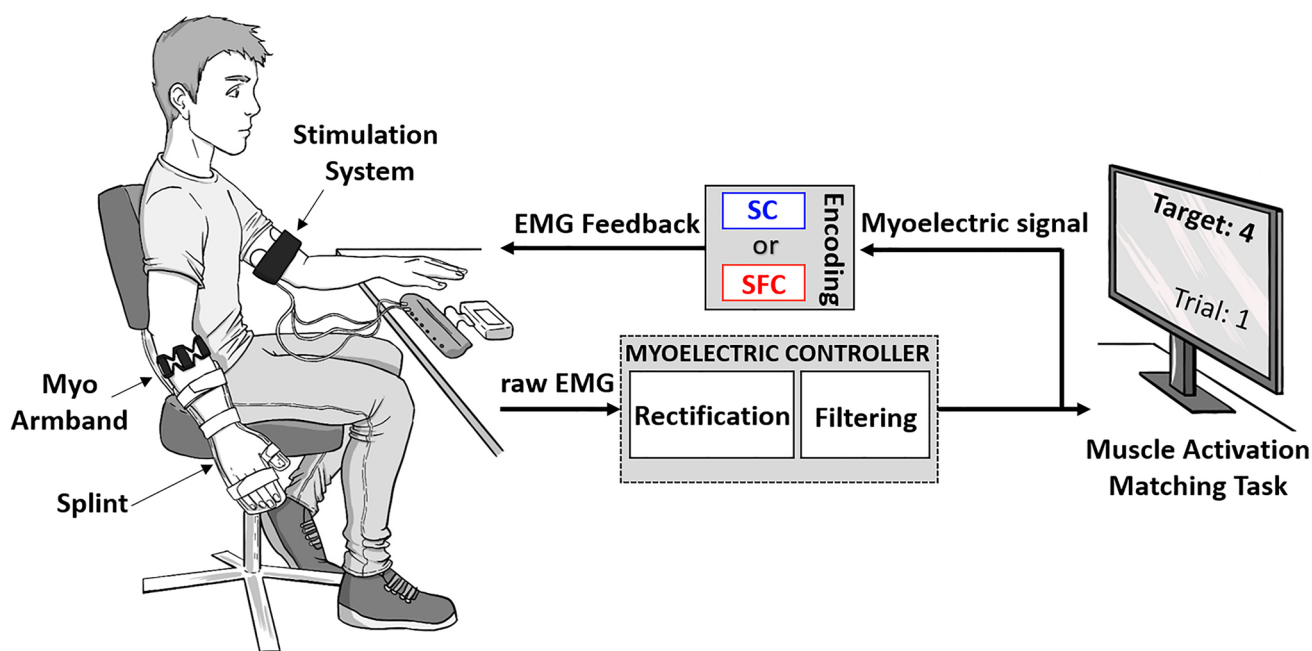 Stimulation
System
Myo
Armband
Splint
EMG Feedback
SC
or
SFC
Encoding
Myoelectric signal
raw EMG
MYOELECTRIC CONTROLLER
Rectification
Filtering
Target: 4
Trial: 1
Muscle Activation
Matching Task